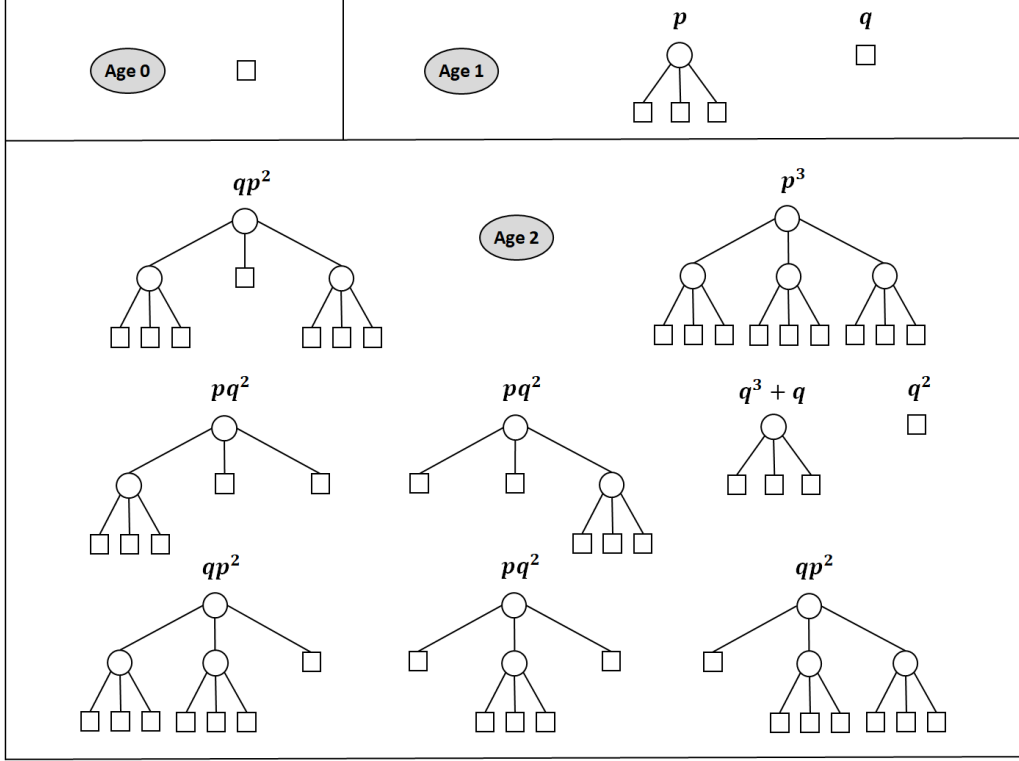 Age 0
Age 1
p
q
qp²
Age 2
p³
pq²
pq²
q³ + q
q²
qp²
pq²
qp²